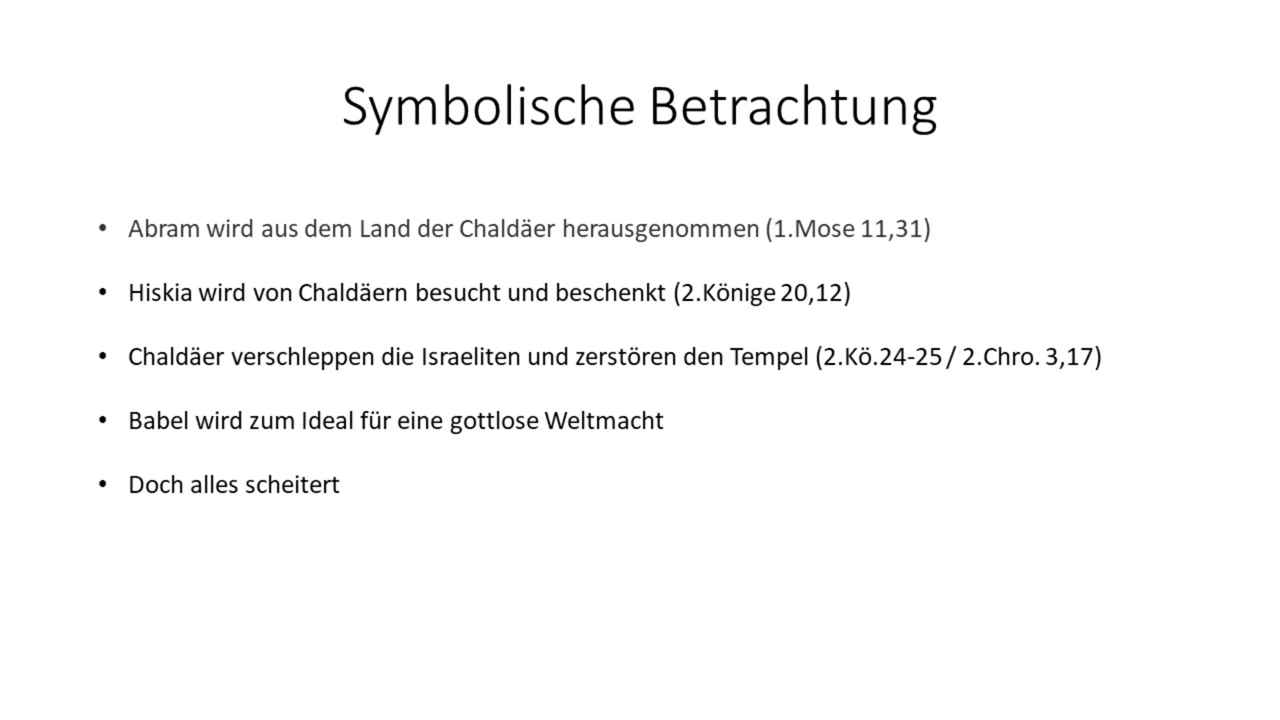 Symbolische Betrachtung
• Abram wird aus dem Land der Chaldäer herausgenommen (1.Mose 11,31)
• Hiskia wird von Chaldäern besucht und beschenkt (2.Könige 20,12)
• Chaldäer verschleppen die Israeliten und zerstören den Tempel (2.Kö.24-25 / 2.Chro. 3,17)
• Babel wird zum Ideal für eine gottlose Weltmacht
• Doch alles scheitert